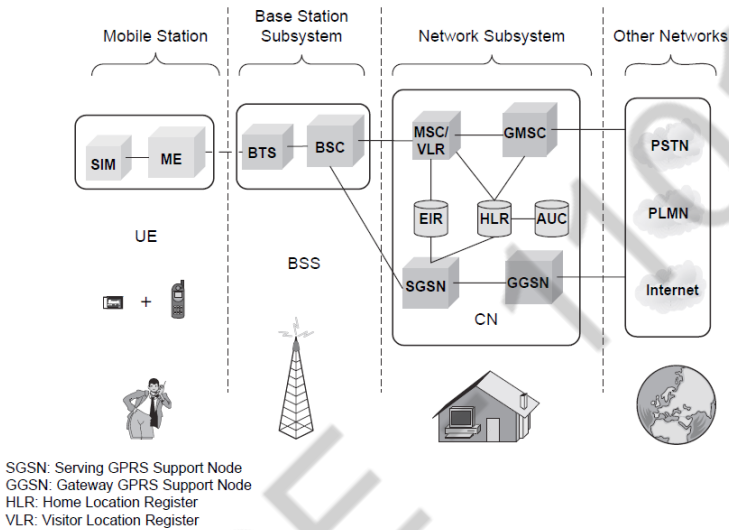 Mobile Station
Base Station
Subsystem
Network Subsystem
Other Networks
SIM
ME
BTS
BSC
MSC/
VLR
GMSC
PSTN
EIR
HLR
AUC
PLMN
UE
BSS
SGSN
GGSN
Internet
CN
+
SGSN: Serving GPRS Support Node
GGSN: Gateway GPRS Support Node
HLR: Home Location Register
VLR: Visitor Location Register